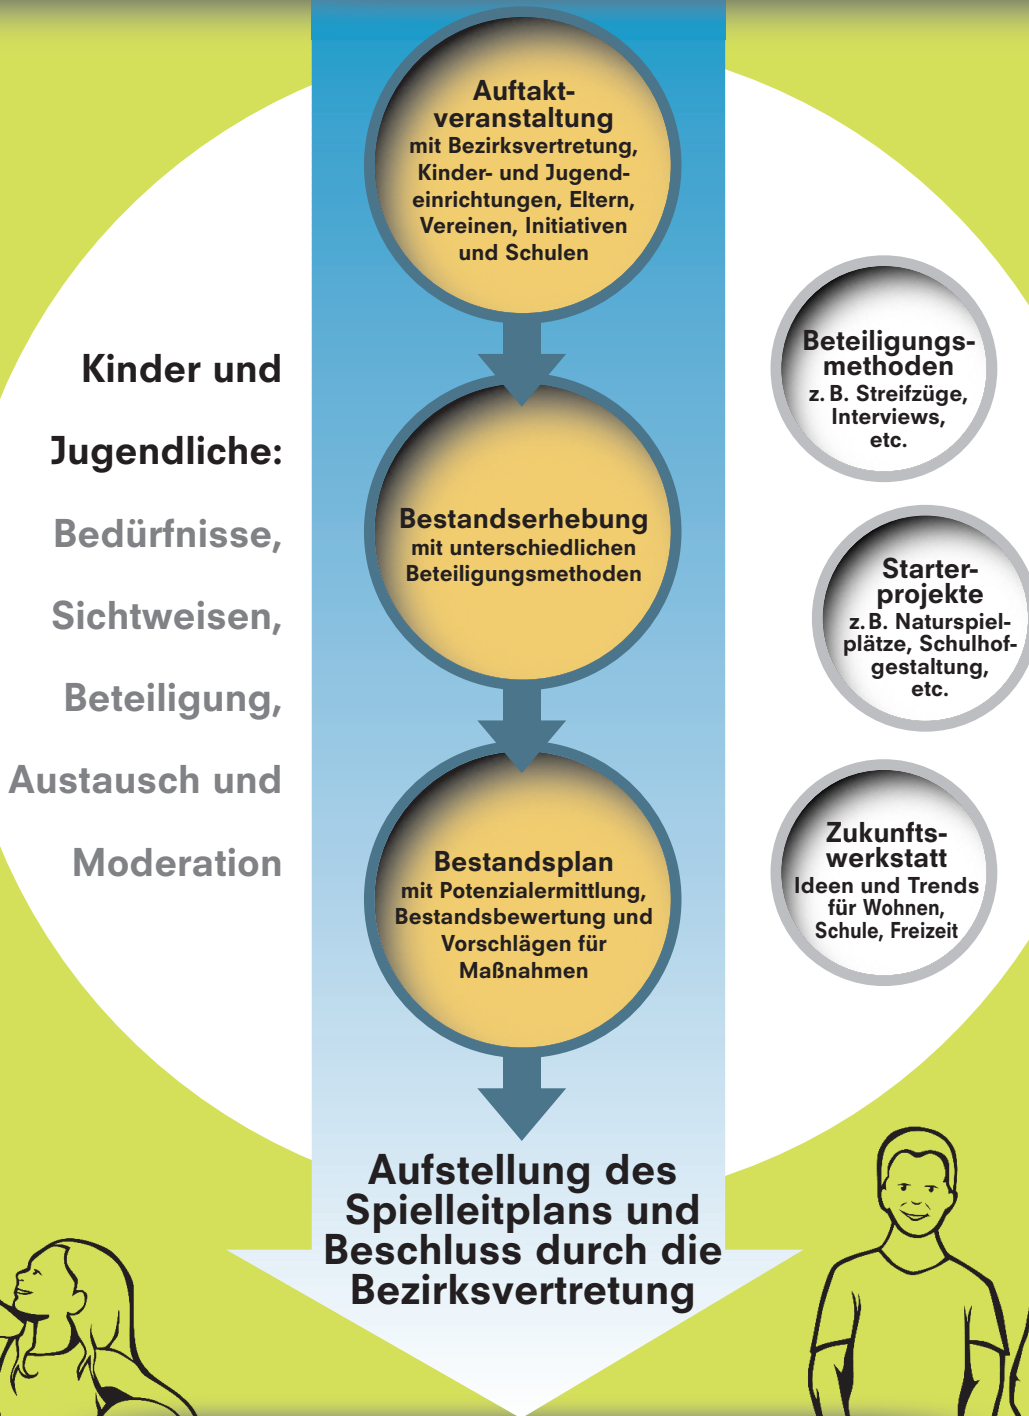 Auftakt-
veranstaltung
mit Bezirksvertretung,
Kinder- und Jugend-
einrichtungen, Eltern,
Vereinen, Initiativen
und Schulen
Kinder und
Jugendliche:
Bedürfnisse,
Sichtweisen,
Beteiligung,
Austausch und
Moderation
Bestandserhebung
mit unterschiedlichen
Beteiligungsmethoden
Bestandsplan
mit Potenzialermittlung,
Bestandsbewertung und
Vorschlägen für
Maßnahmen
Beteiligungs-
methoden
z. B. Streifzüge,
Interviews,
etc.
Starter-
projekte
z. B. Naturspiel-
plätze, Schulhof-
gestaltung,
etc.
Zukunfts-
werkstatt
Ideen und Trends
für Wohnen,
Schule, Freizeit
Aufstellung des
Spielleitplans und
Beschluss durch die
Bezirksvertretung